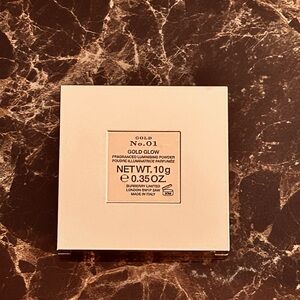 GOLD
No.01
GOLD GLOW
FRAGRANCED LUMINISING POWDER
POUDRE ILLUMINATRICE PARFUMÉE
NET WT. 10g
℮ 0.35 OZ.
BURBERRY LIMITED
LONDON SW1P 2AW
MADE IN ITALY